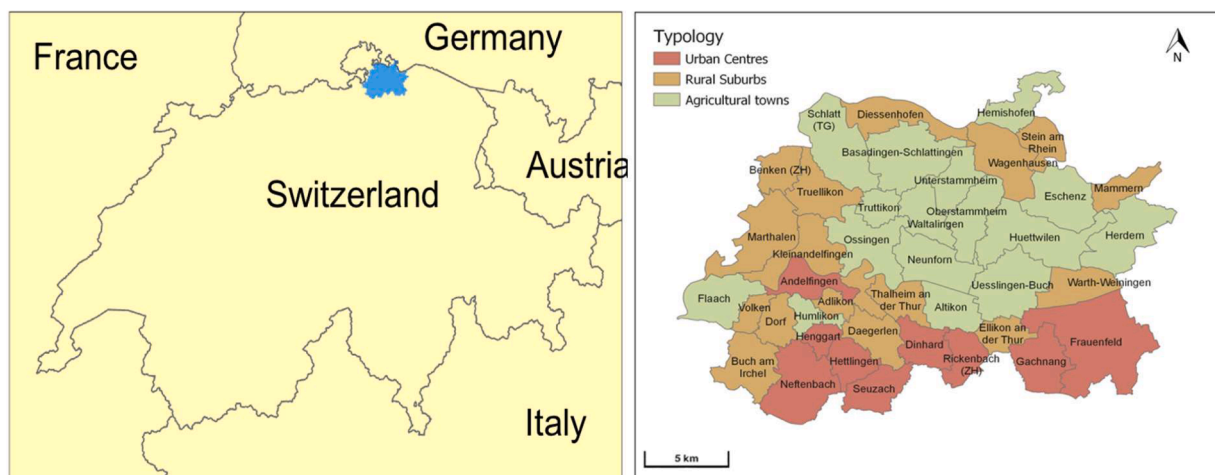 France
Germany
Austria
Switzerland
Italy
Typology
Urban Centres
Rural Suburbs
Agricultural towns
N
Schlatt
(TG)
Diessenhofen
Hemishofen
Stein am
Rhein
Basadingen-Schlattingen
Wagenhausen
Benken (ZH)
Unterstammheim
Truellikon
Eschenz
Mammern
Truttikon
Oberstammheim
Waltalingen
Marthalen
Ossingen
Huettwilen
Herdern
Kleinandelfingen
Neunforn
Andelfingen
Uesslingen-Buch
Warth-Weiningen
Flaach
Volken
Adlikon
Thalheim an
der Thur
Altikon
Dorf
Humlikon
Henggart
Daegerlen
Ellikon an
der Thur
Dinhard
Frauenfeld
Buch am
Irchel
Hettlingen
Rickenbach
(ZH)
Gachnang
Neftenbach
Seuzach
5 km